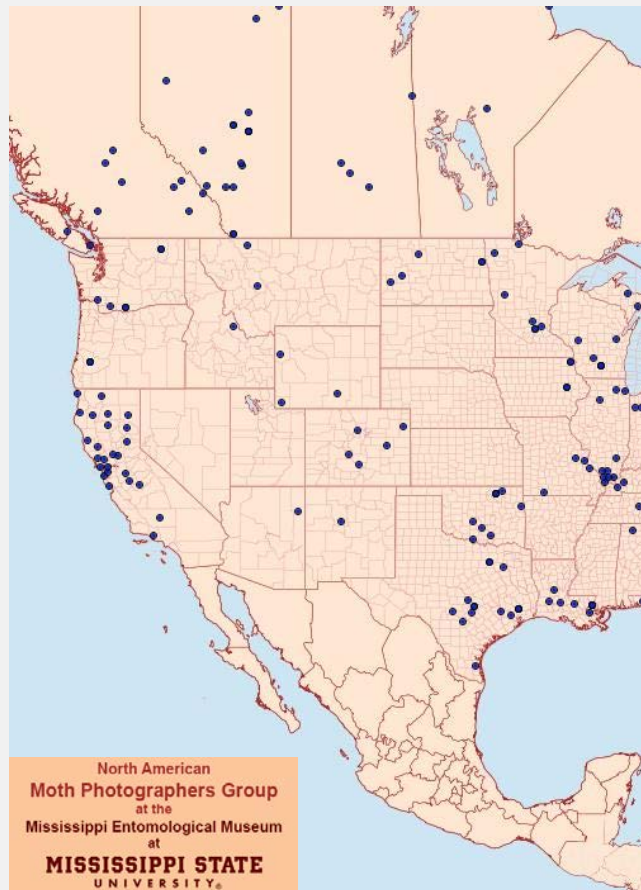 North American
Moth Photographers Group
at the
Mississippi Entomological Museum
at
MISSISSIPPI STATE
UNIVERSITY®